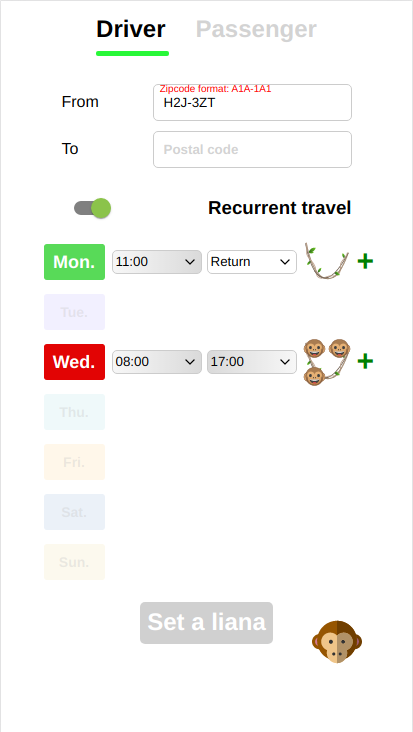 Driver Passenger
Zipcode format: A1A-1A1
From H2J-3ZT
To Postal code
Recurrent travel
Mon. 11:00 Return +
Tue.
Wed. 08:00 17:00 +
Thu.
Fri.
Sat.
Sun.
Set a liana